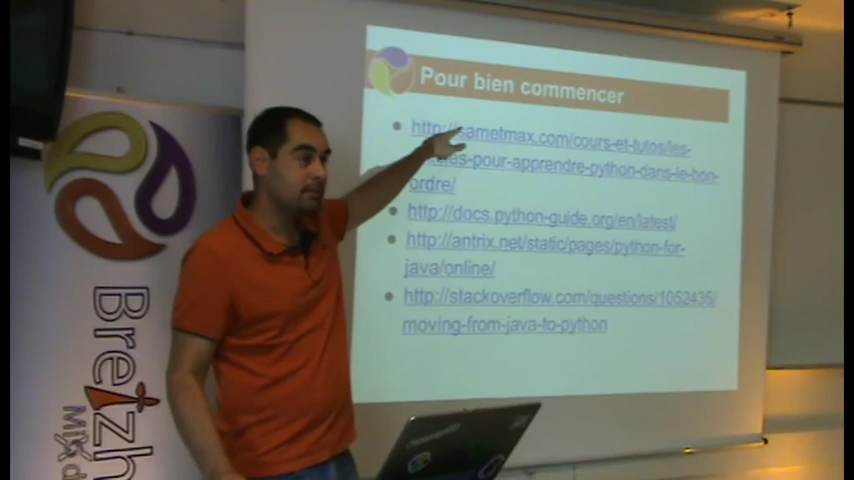 Pour bien commencer
http://sametmax.com/cours-et-tutos/les-
-pour-apprendre-python-dans-le-bon-
ordre/
http://docs.python-guide.org/en/latest/
http://antrix.net/static/pages/python-for-
java/online/
http://stackoverflow.com/questions/1052435/
moving-from-java-to-python
Breizh